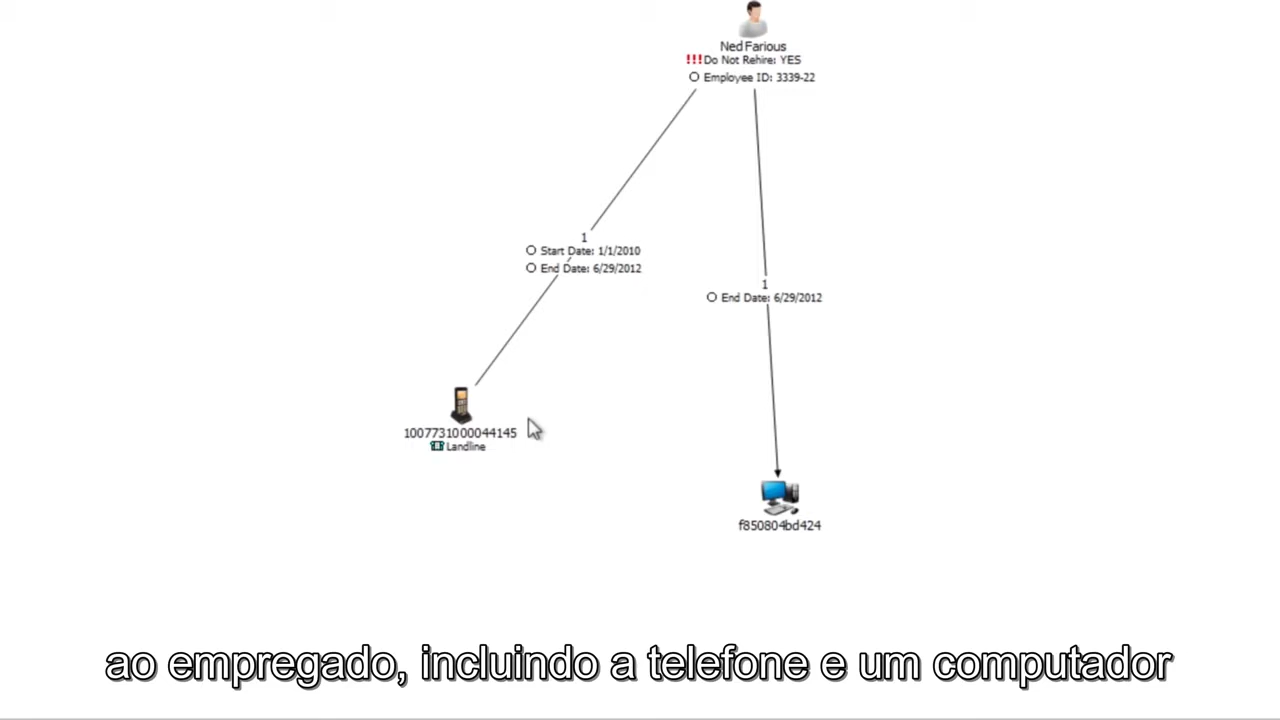 Ned Farious
!!! Do Not Rehire: YES
Employee ID: 3339-22
1
Start Date: 1/1/2010
End Date: 6/29/2012
1
End Date: 6/29/2012
1007731000044145
Landline
f850804bd424
ao empregado, incluindo a telefone e um computador